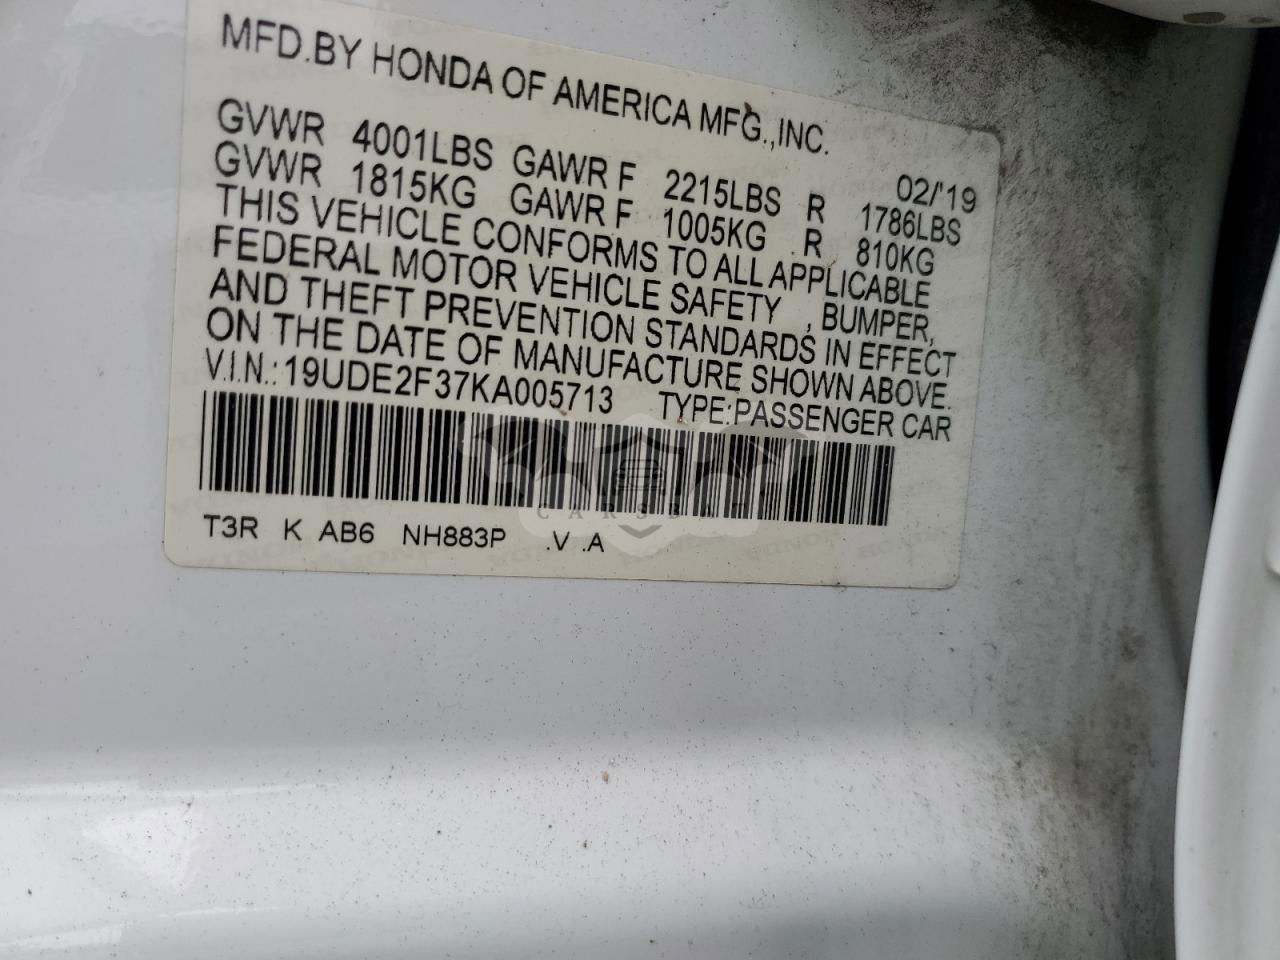 MFD.BY HONDA OF AMERICA MFG.,INC.
02/'19
GVWR 4001LBS GAWR F 2215LBS R 1786LBS
GVWR 1815KG GAWR F 1005KG R 810KG
THIS VEHICLE CONFORMS TO ALL APPLICABLE
FEDERAL MOTOR VEHICLE SAFETY , BUMPER,
AND THEFT PREVENTION STANDARDS IN EFFECT
ON THE DATE OF MANUFACTURE SHOWN ABOVE.
V.I.N.:19UDE2F37KA005713 TYPE:PASSENGER CAR
CARSBAT
T3R K AB6 NH883P .V .A